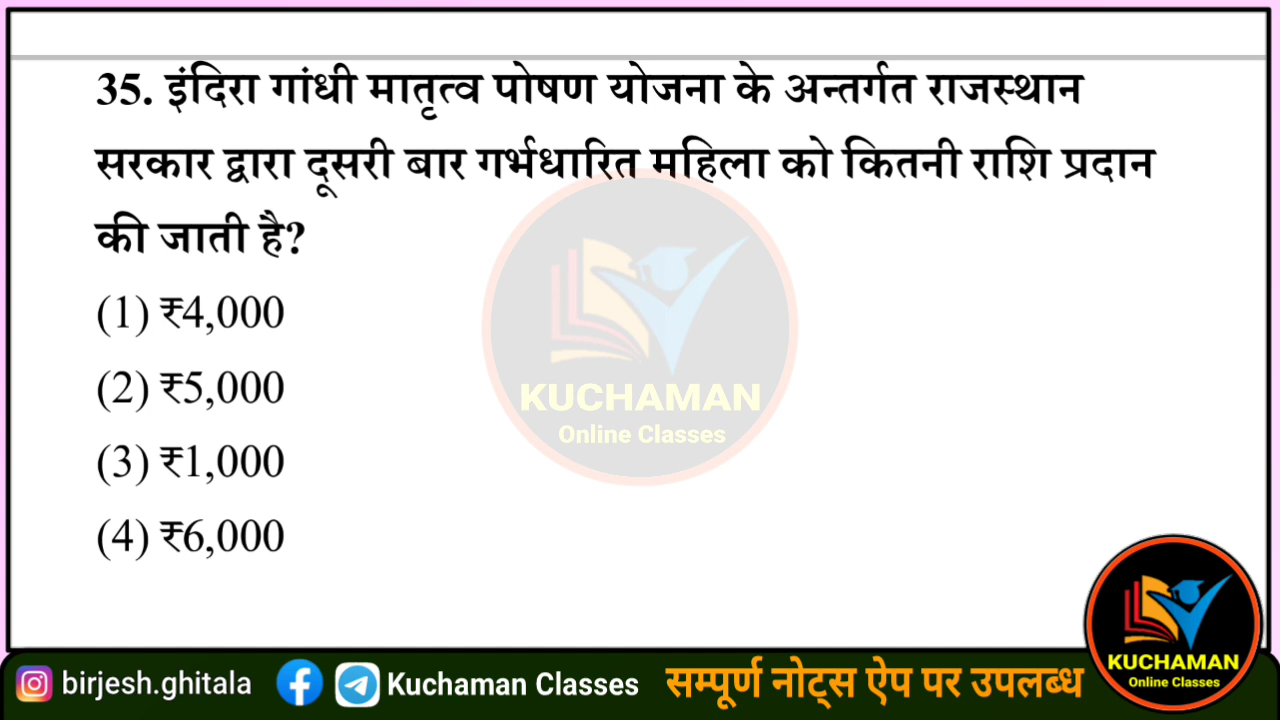 35. इंदिरा गांधी मातृत्व पोषण योजना के अन्तर्गत राजस्थान
सरकार द्वारा दूसरी बार गर्भधारित महिला को कितनी राशि प्रदान
की जाती है?
(1) ₹4,000
(2) ₹5,000
(3) ₹1,000
(4) ₹6,000
KUCHAMAN
Online Classes
KUCHAMAN
Online Classes
birjesh.ghitala Kuchaman Classes सम्पूर्ण नोट्स ऐप पर उपलब्ध